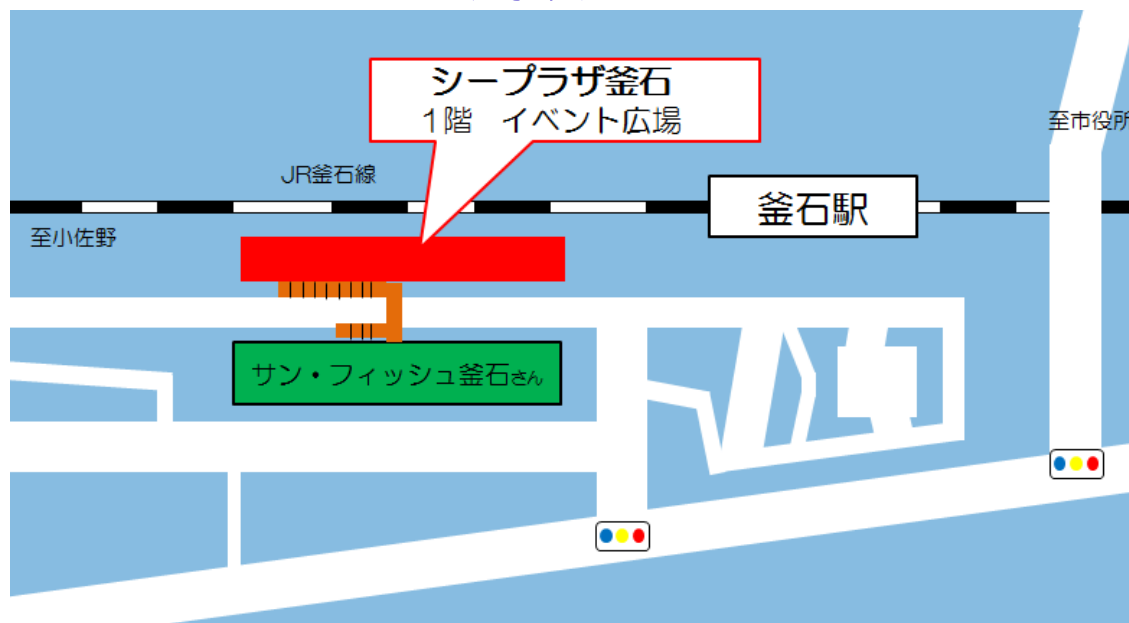 シープラザ釜石
1階 イベント広場
至市役所
JR釜石線
釜石駅
至小佐野
サン・フィッシュ釜石さん